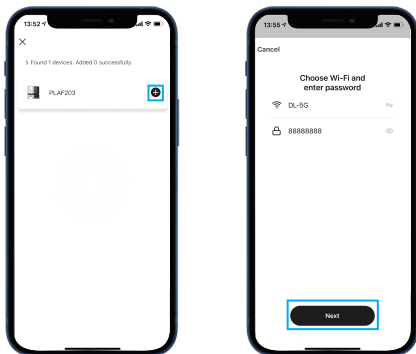 13:52
Found 1 devices. Added 0 successfully.
PLAF203
13:55
Cancel
Choose Wi-Fi and
enter password
DL-5G
88888888
Next